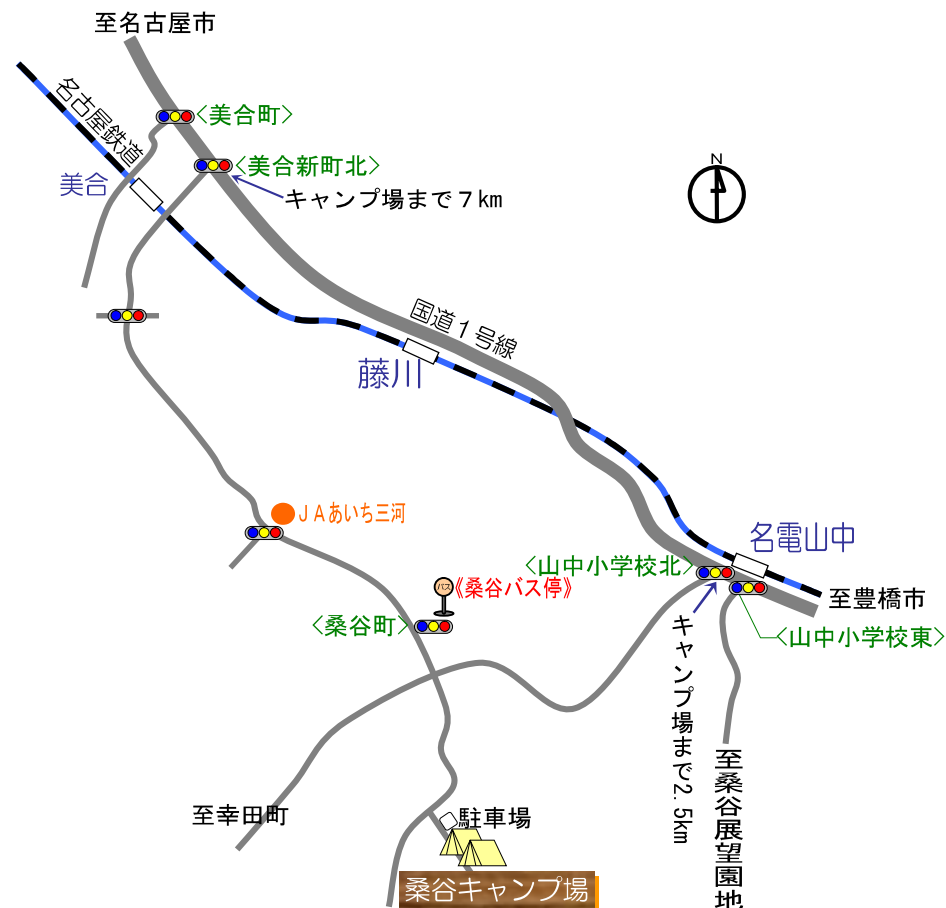 至名古屋市
名古屋鉄道
<美合町>
<美合新町北>
美合
キャンプ場まで7km
N
国道1号線
藤川
JAあいち三河
名電山中
<山中小学校北>
バス
《桑谷バス停》
至豊橋市
<桑谷町>
<山中小学校東>
キャンプ場まで2.5km
至桑谷展望園地
至幸田町
駐車場
桑谷キャンプ場